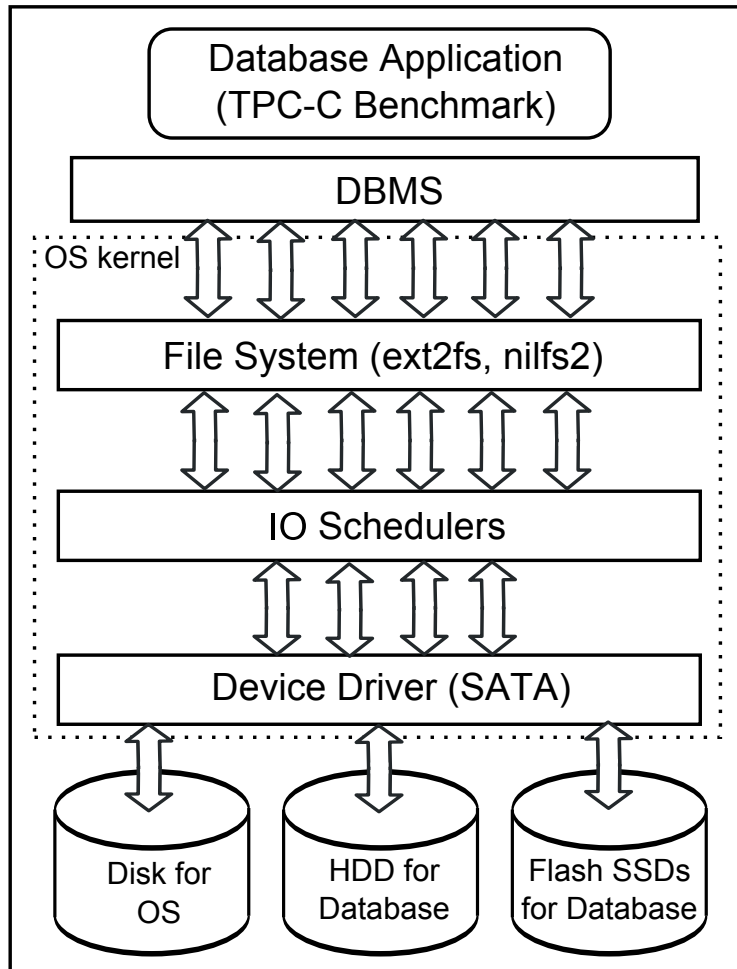 Database Application
(TPC-C Benchmark)
DBMS
OS kernel
File System (ext2fs, nilfs2)
IO Schedulers
Device Driver (SATA)
Disk for
OS
HDD for
Database
Flash SSDs
for Database